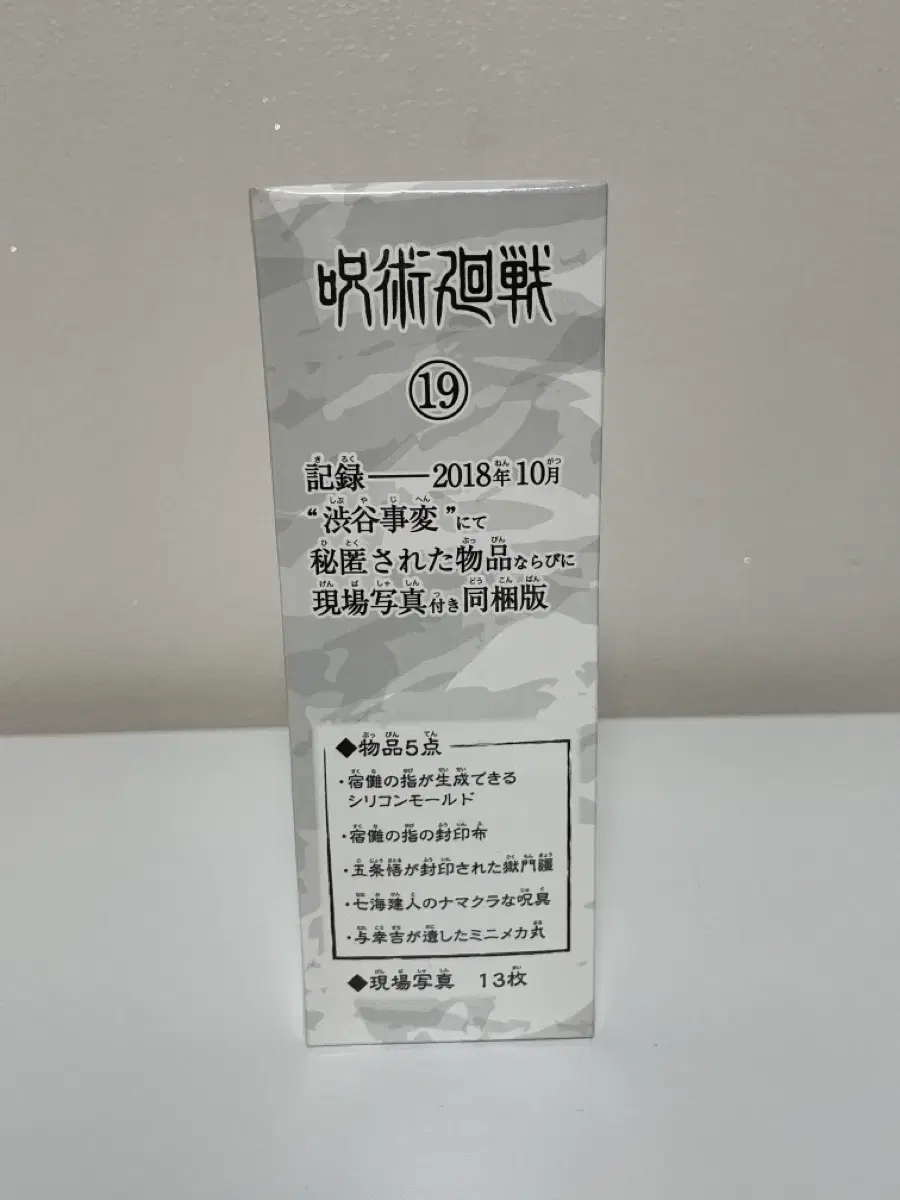 呪術廻戦
⑲
記録――2018年10月
“渋谷事変”にて
秘匿された物品ならびに
現場写真付き同梱版
◆物品5点
・宿儺の指が生成できる
シリコンモールド
・宿儺の指の封印布
・五条悟が封印された獄門疆
・七海建人のナマクラな呪具
・与幸吉が遺したミニメカ丸
◆現場写真 13枚